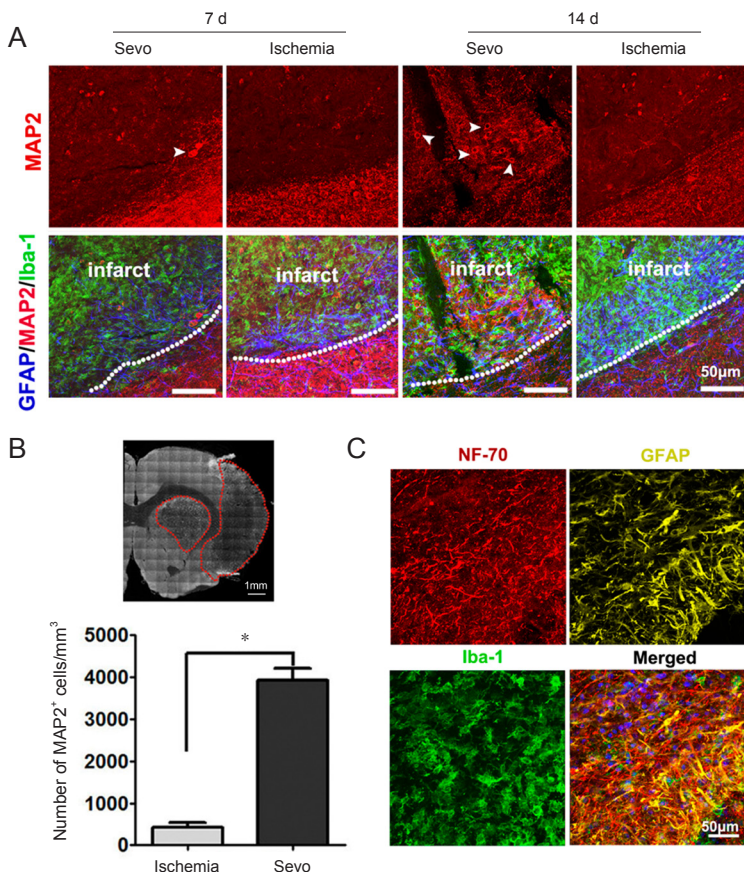 7 d
14 d
A
Sevo
Ischemia
Sevo
Ischemia
MAP2
GFAP/MAP2/Iba-1
infarct
infarct
infarct
infarct
50μm
B
1mm
Number of MAP2⁺ cells/mm³
5000
4000
3000
2000
1000
0
*
Ischemia
Sevo
C
NF-70
GFAP
Iba-1
Merged
50μm